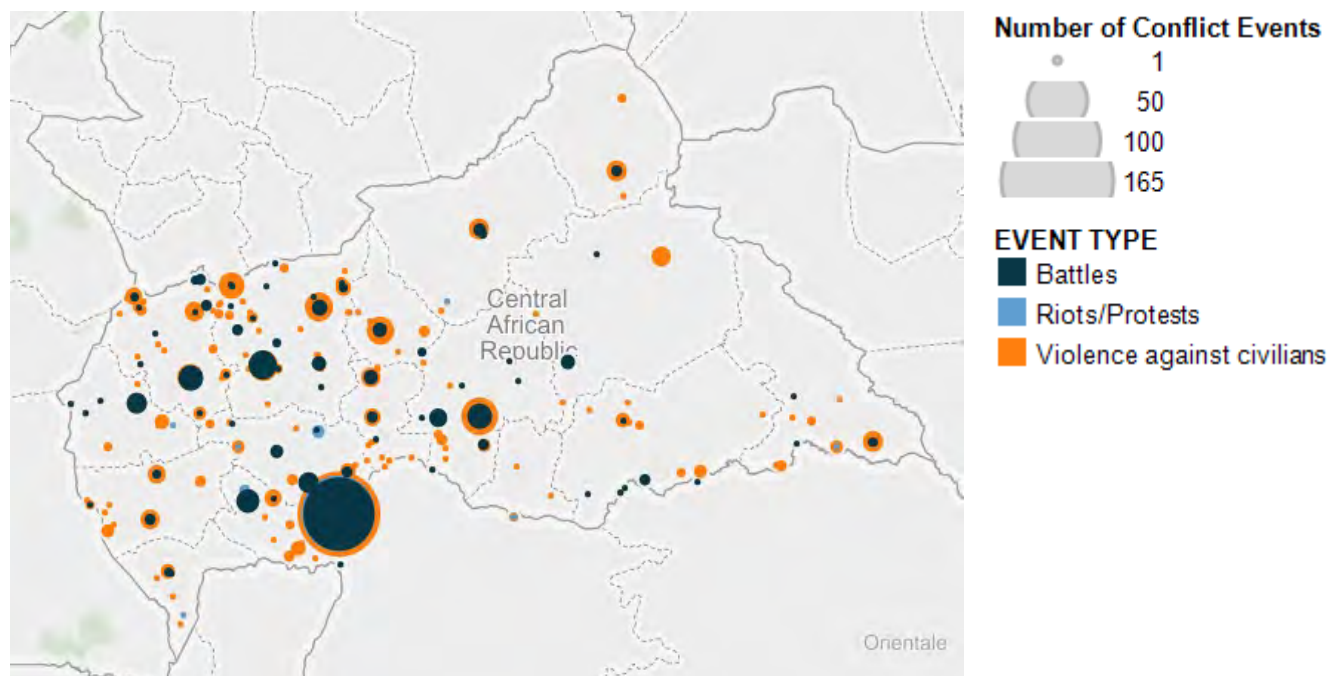 Central
African
Republic
Orientale
Number of Conflict Events
1
50
100
165
EVENT TYPE
Battles
Riots/Protests
Violence against civilians